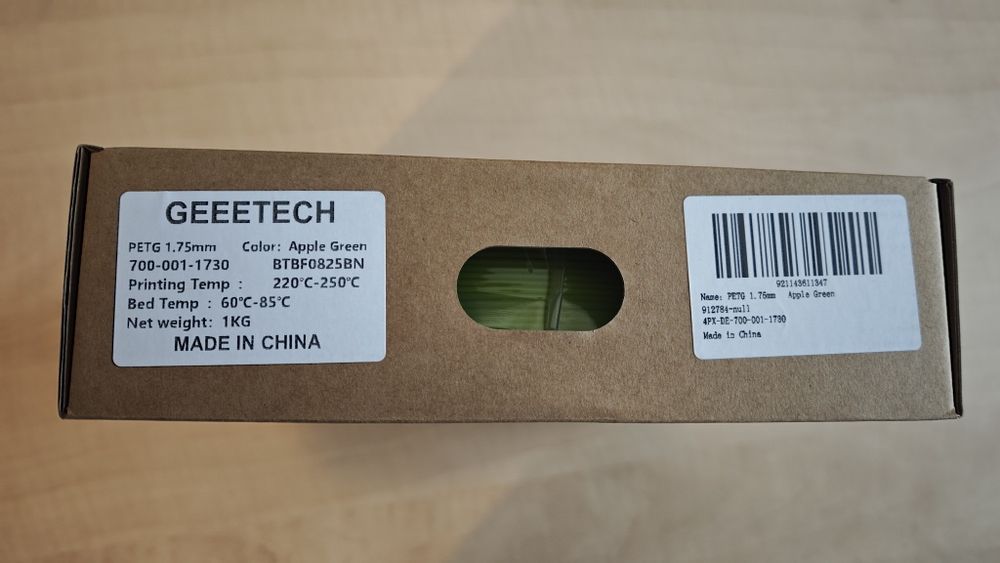 GEEETECH
PETG 1.75mm Color: Apple Green
700-001-1730 BTBF0825BN
Printing Temp : 220℃-250℃
Bed Temp : 60℃-85℃
Net weight: 1KG
MADE IN CHINA
921143611347
Name: PETG 1.75mm Apple Green
912784-null
4PX-DE-700-001-1730
Made in China